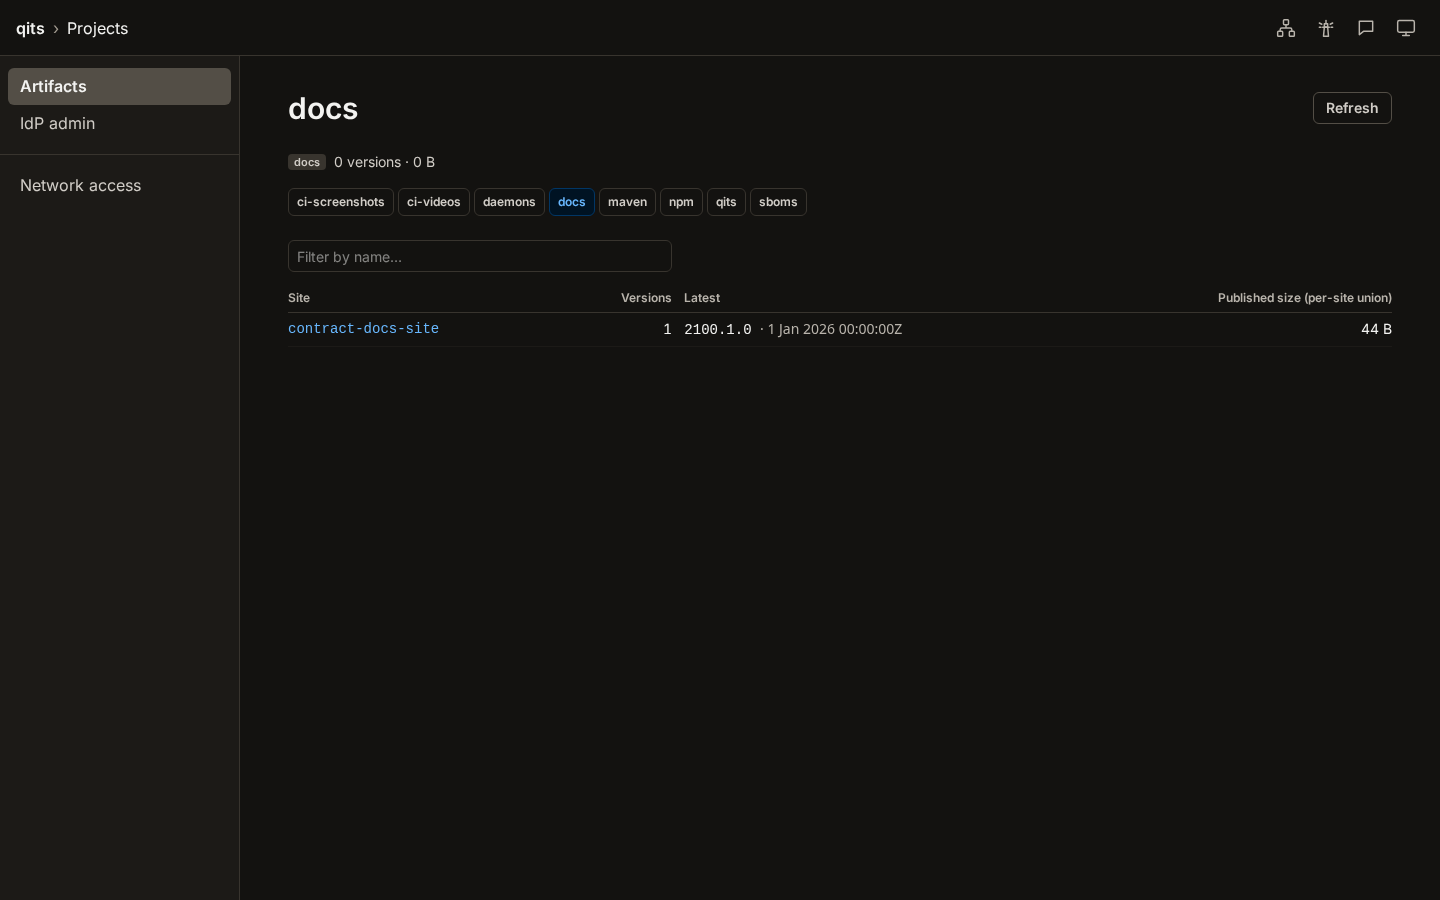 qits › Projects
Artifacts
IdP admin
Network access
docs
Refresh
docs 0 versions · 0 B
ci-screenshots ci-videos daemons docs maven npm qits sboms
Filter by name...
Site Versions Latest Published size (per-site union)
contract-docs-site 1 2100.1.0 · 1 Jan 2026 00:00:00Z 44 B